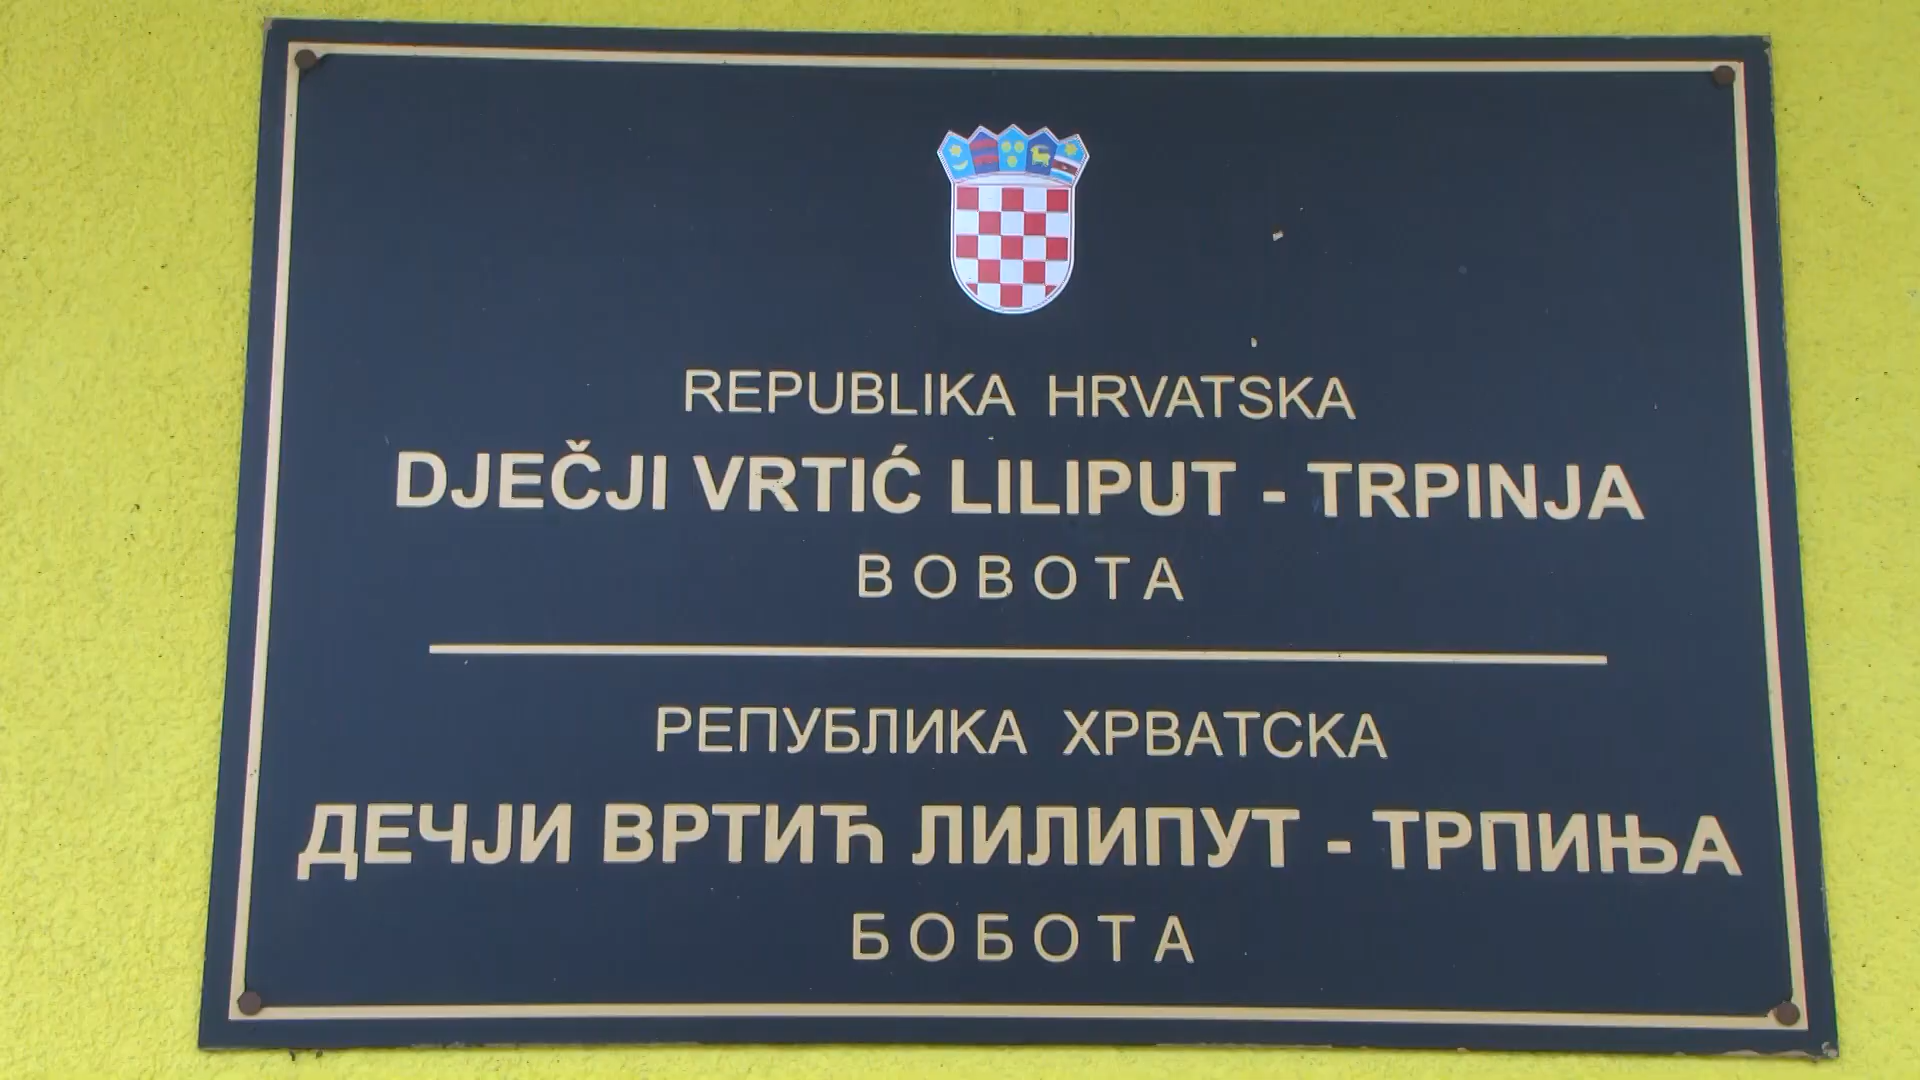 REPUBLIKA HRVATSKA
DJEČJI VRTIĆ LILIPUT - TRPINJA
BOBOTA
РЕПУБЛИКА ХРВАТСКА
ДЕЧЈИ ВРТИЋ ЛИЛИПУТ - ТРПИЊА
БОБОТА